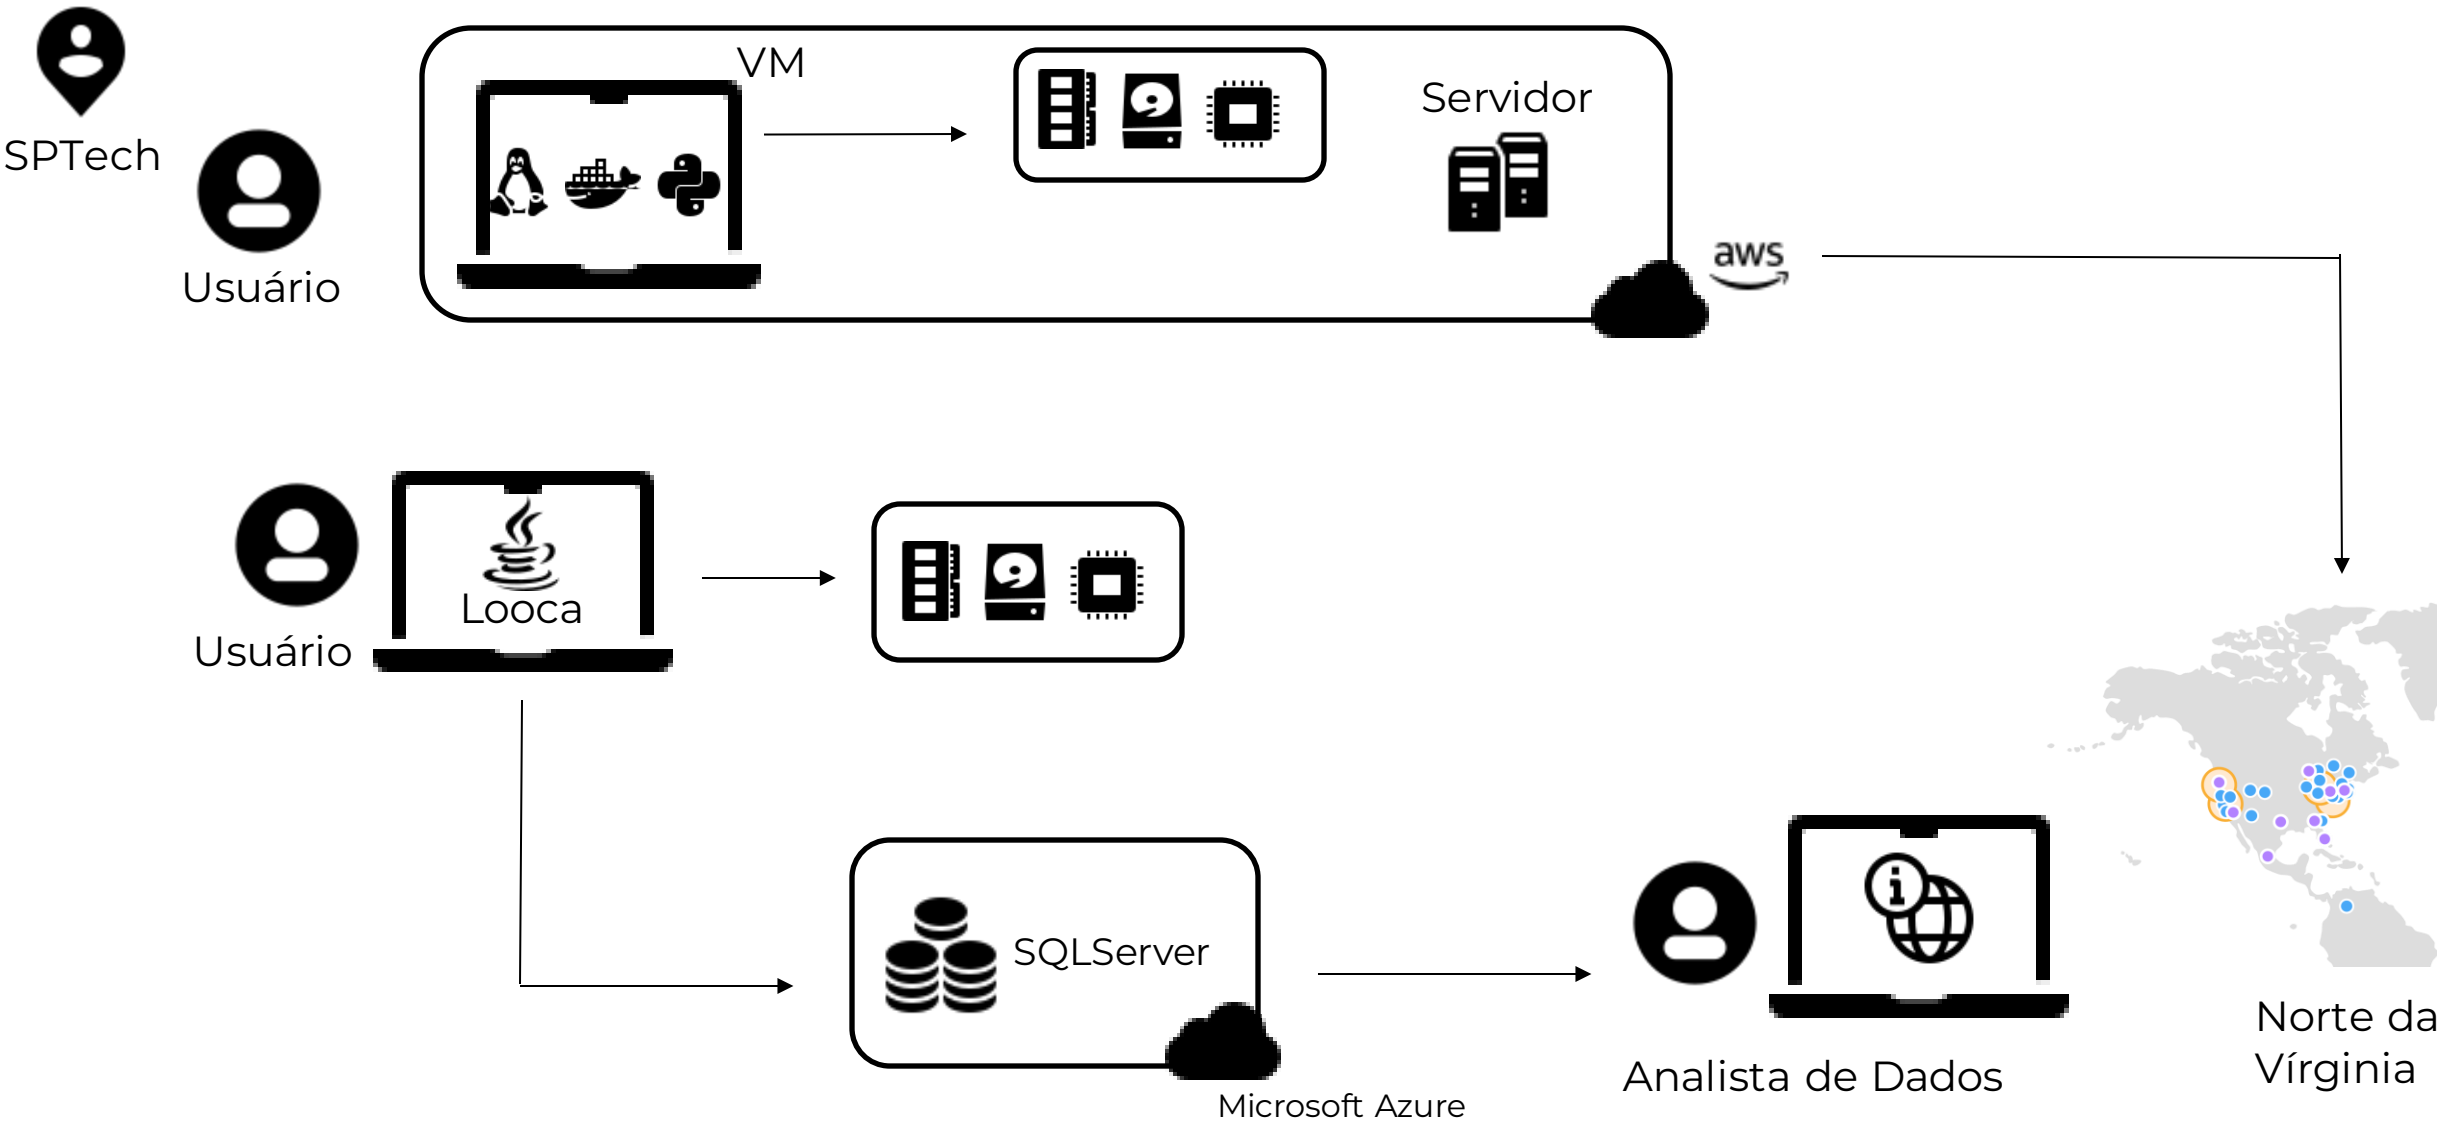 SPTech
Usuário
VM
Servidor
aws
Usuário
Looca
SQLServer
Microsoft Azure
Analista de Dados
Norte da
Vírginia